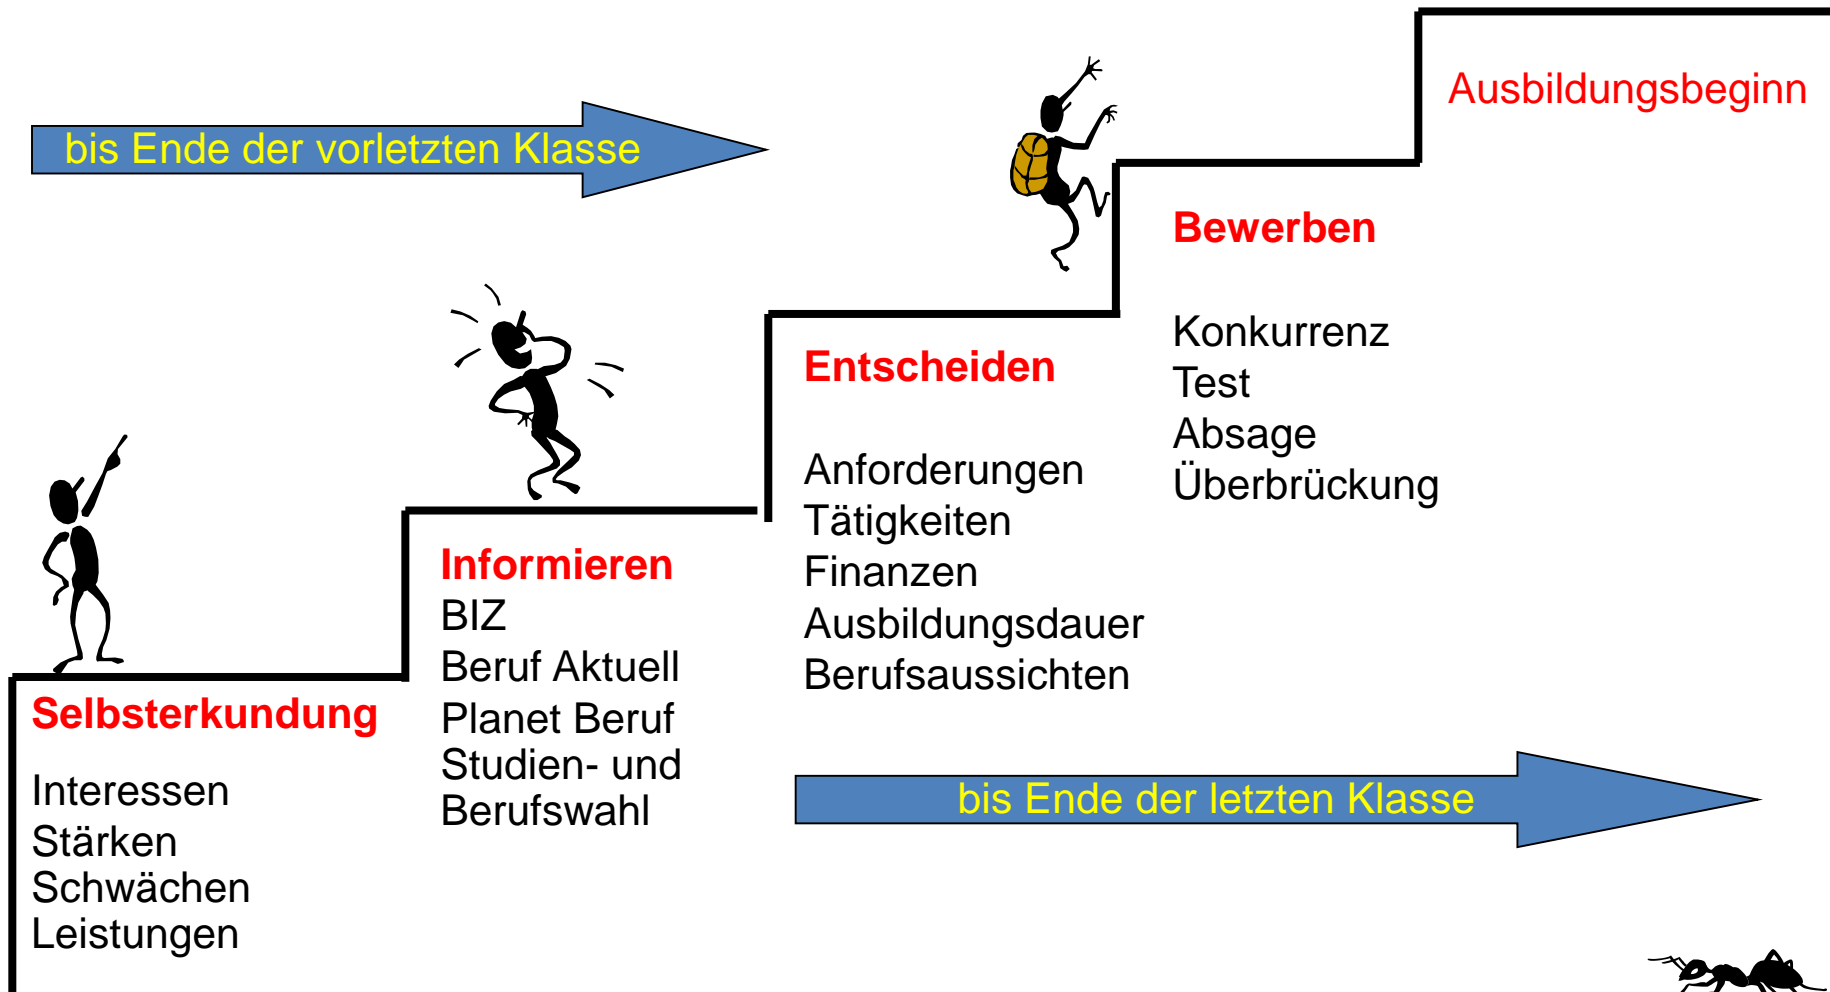 bis Ende der vorletzten Klasse
Selbsterkundung
Interessen
Stärken
Schwächen
Leistungen
Informieren
BIZ
Beruf Aktuell
Planet Beruf
Studien- und
Berufswahl
Entscheiden
Anforderungen
Tätigkeiten
Finanzen
Ausbildungsdauer
Berufsaussichten
Bewerben
Konkurrenz
Test
Absage
Überbrückung
Ausbildungsbeginn
bis Ende der letzten Klasse